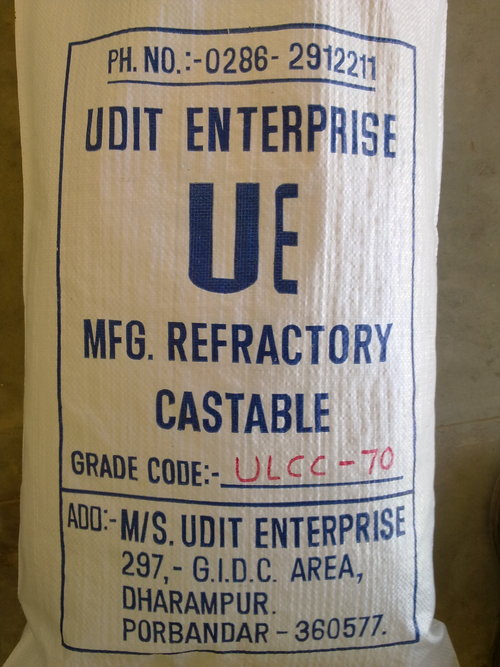 PH. NO.:-0286- 2912211
UDIT ENTERPRISE
UE
MFG. REFRACTORY
CASTABLE
GRADE CODE:- ULCC-70
ADD:- M/S. UDIT ENTERPRISE
297,- G.I.D.C. AREA,
DHARAMPUR.
PORBANDAR - 360577.